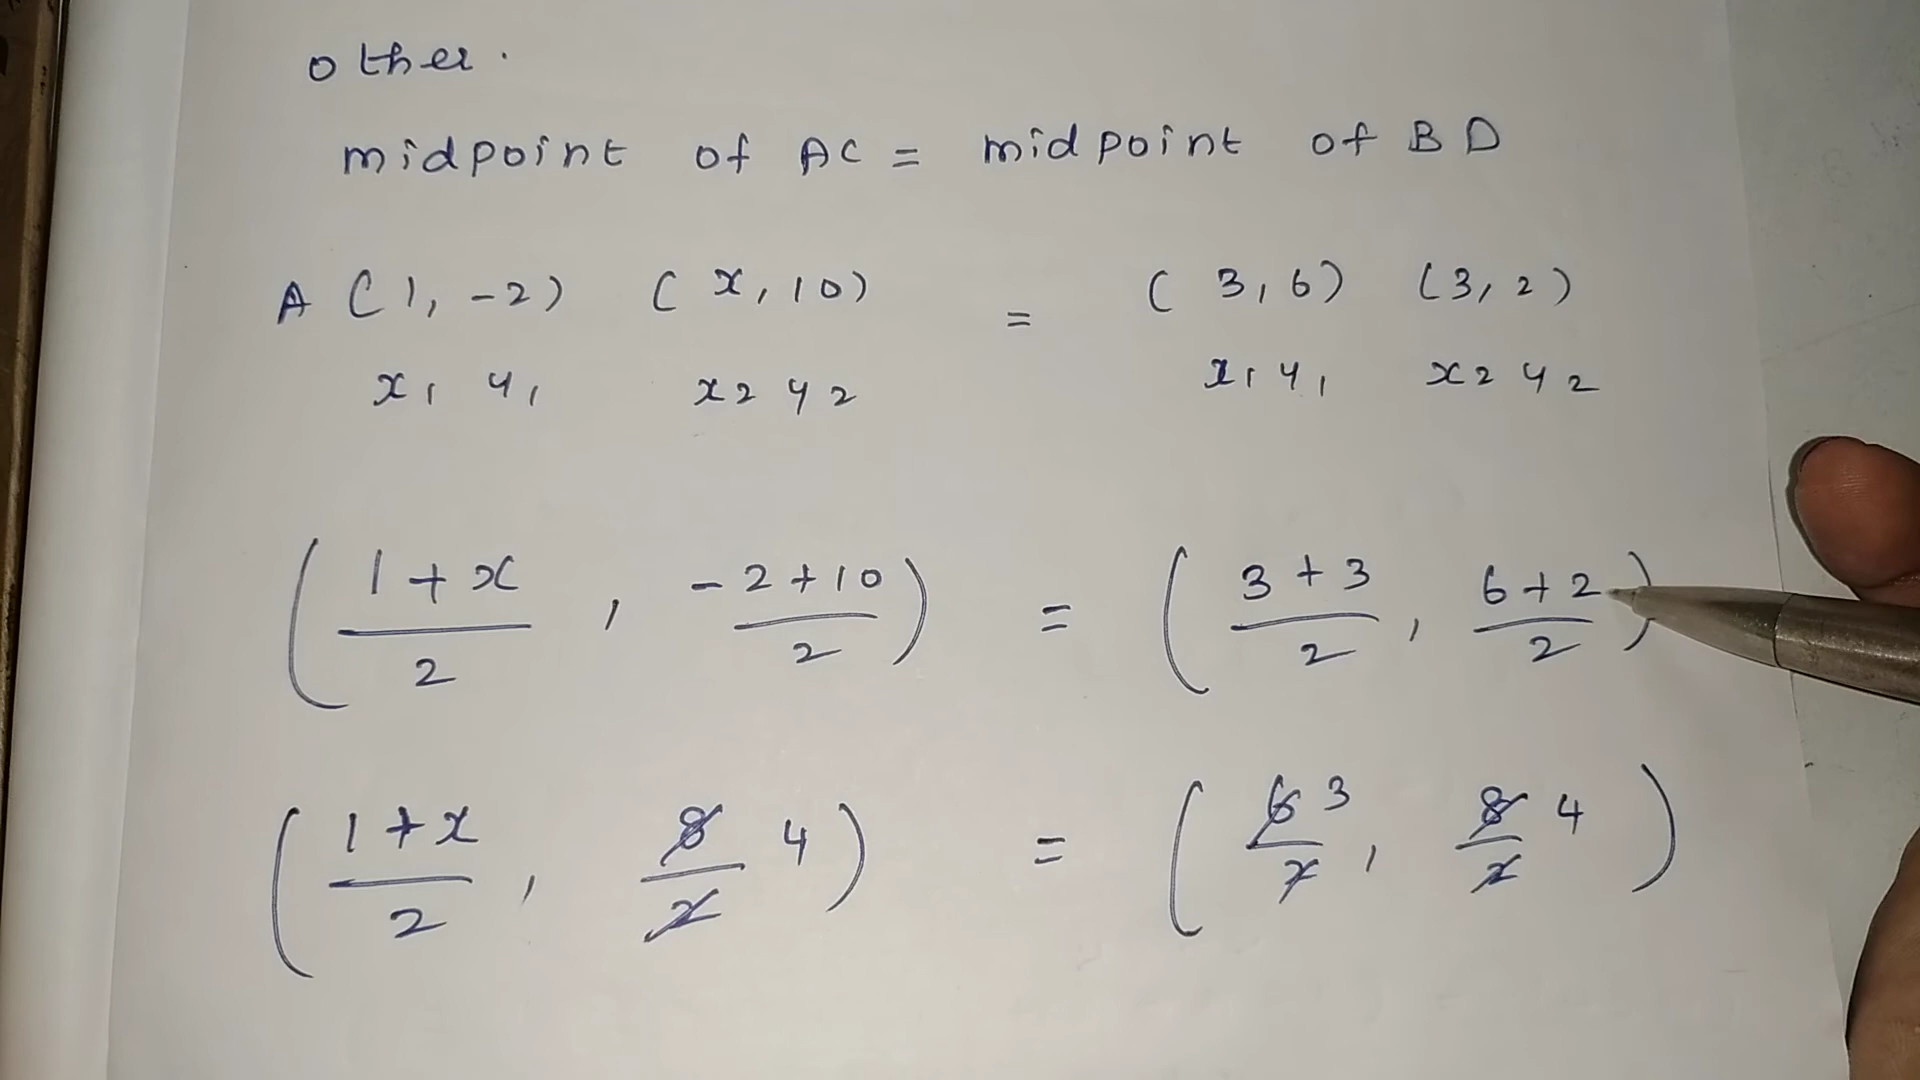 other.
midpoint of AC = midpoint of BD
A (1, -2) (x, 10) = (3, 6) (3, 2)
x1 y1 x2 y2 x1 y1 x2 y2
(1+x/2, -2+10/2) = (3+3/2, 6+2/2)
(1+x/2, 8/2 4) = (6/2 3, 8/2 4)